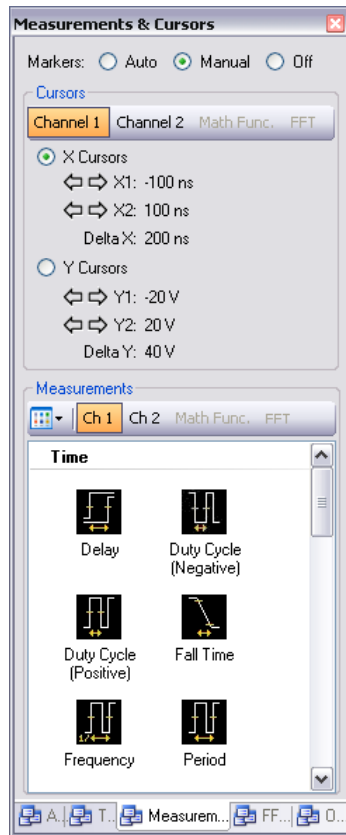 Measurements & Cursors
Markers: Auto Manual Off
Cursors
Channel 1 Channel 2 Math Func. FFT
X Cursors
X1: -100 ns
X2: 100 ns
Delta X: 200 ns
Y Cursors
Y1: -20 V
Y2: 20 V
Delta Y: 40 V
Measurements
Ch 1 Ch 2 Math Func. FFT
Time
Delay Duty Cycle (Negative)
Duty Cycle (Positive) Fall Time
1/
Frequency Period
A... T... Measurem... FF... O...